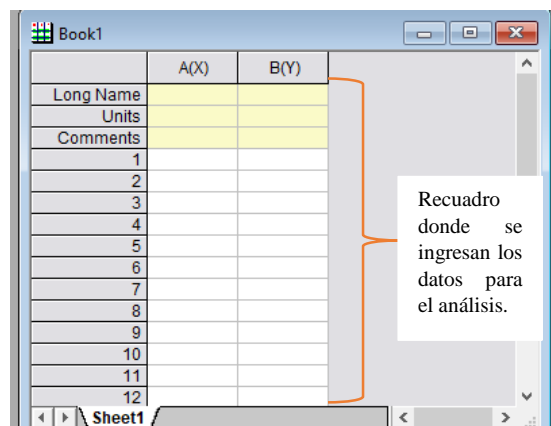 Book1
A(X) B(Y)
Long Name
Units
Comments
1
2
3
4
5
6
7
8
9
10
11
12
Sheet1
Recuadro
donde se
ingresan los
datos para
el análisis.